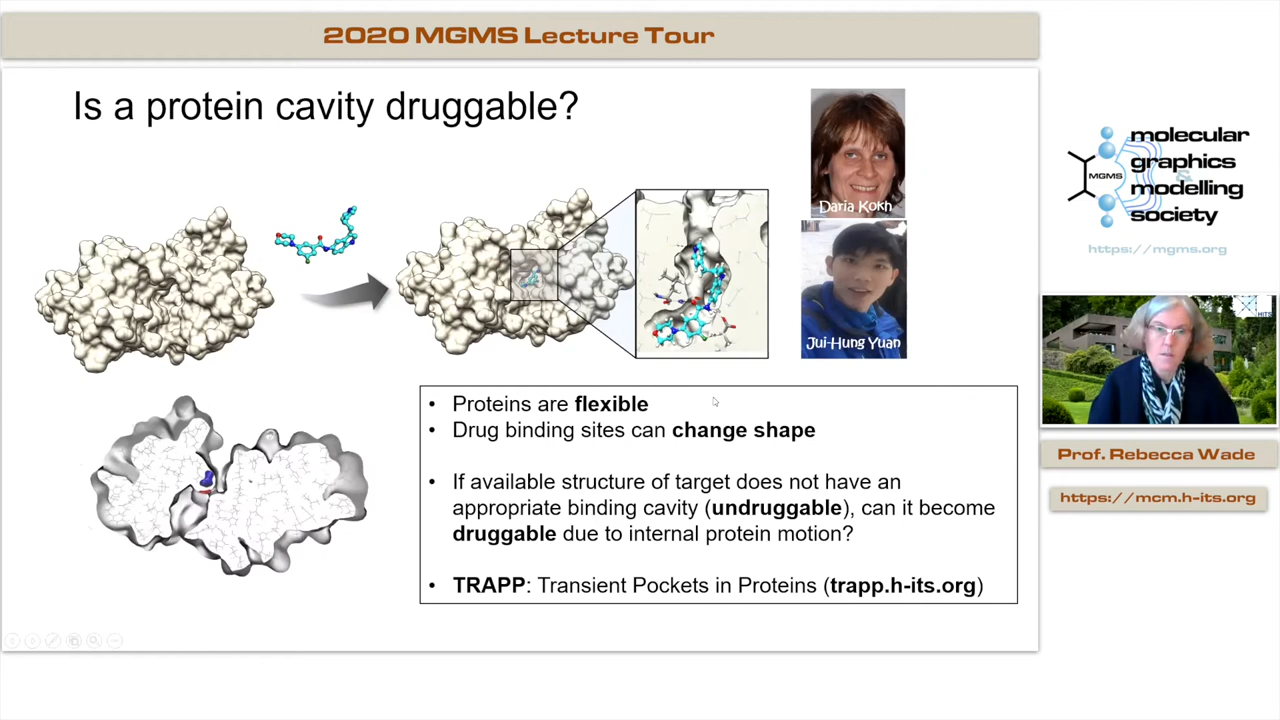 2020 MGMS Lecture Tour
Is a protein cavity druggable?
Daria Kokh
Jui-Hung Yuan
• Proteins are flexible
• Drug binding sites can change shape
• If available structure of target does not have an
appropriate binding cavity (undruggable), can it become
druggable due to internal protein motion?
• TRAPP: Transient Pockets in Proteins (trapp.h-its.org)
MGMS
molecular
graphics
&
modelling
society
https://mgms.org
HITS
Prof. Rebecca Wade
https://mcm.h-its.org